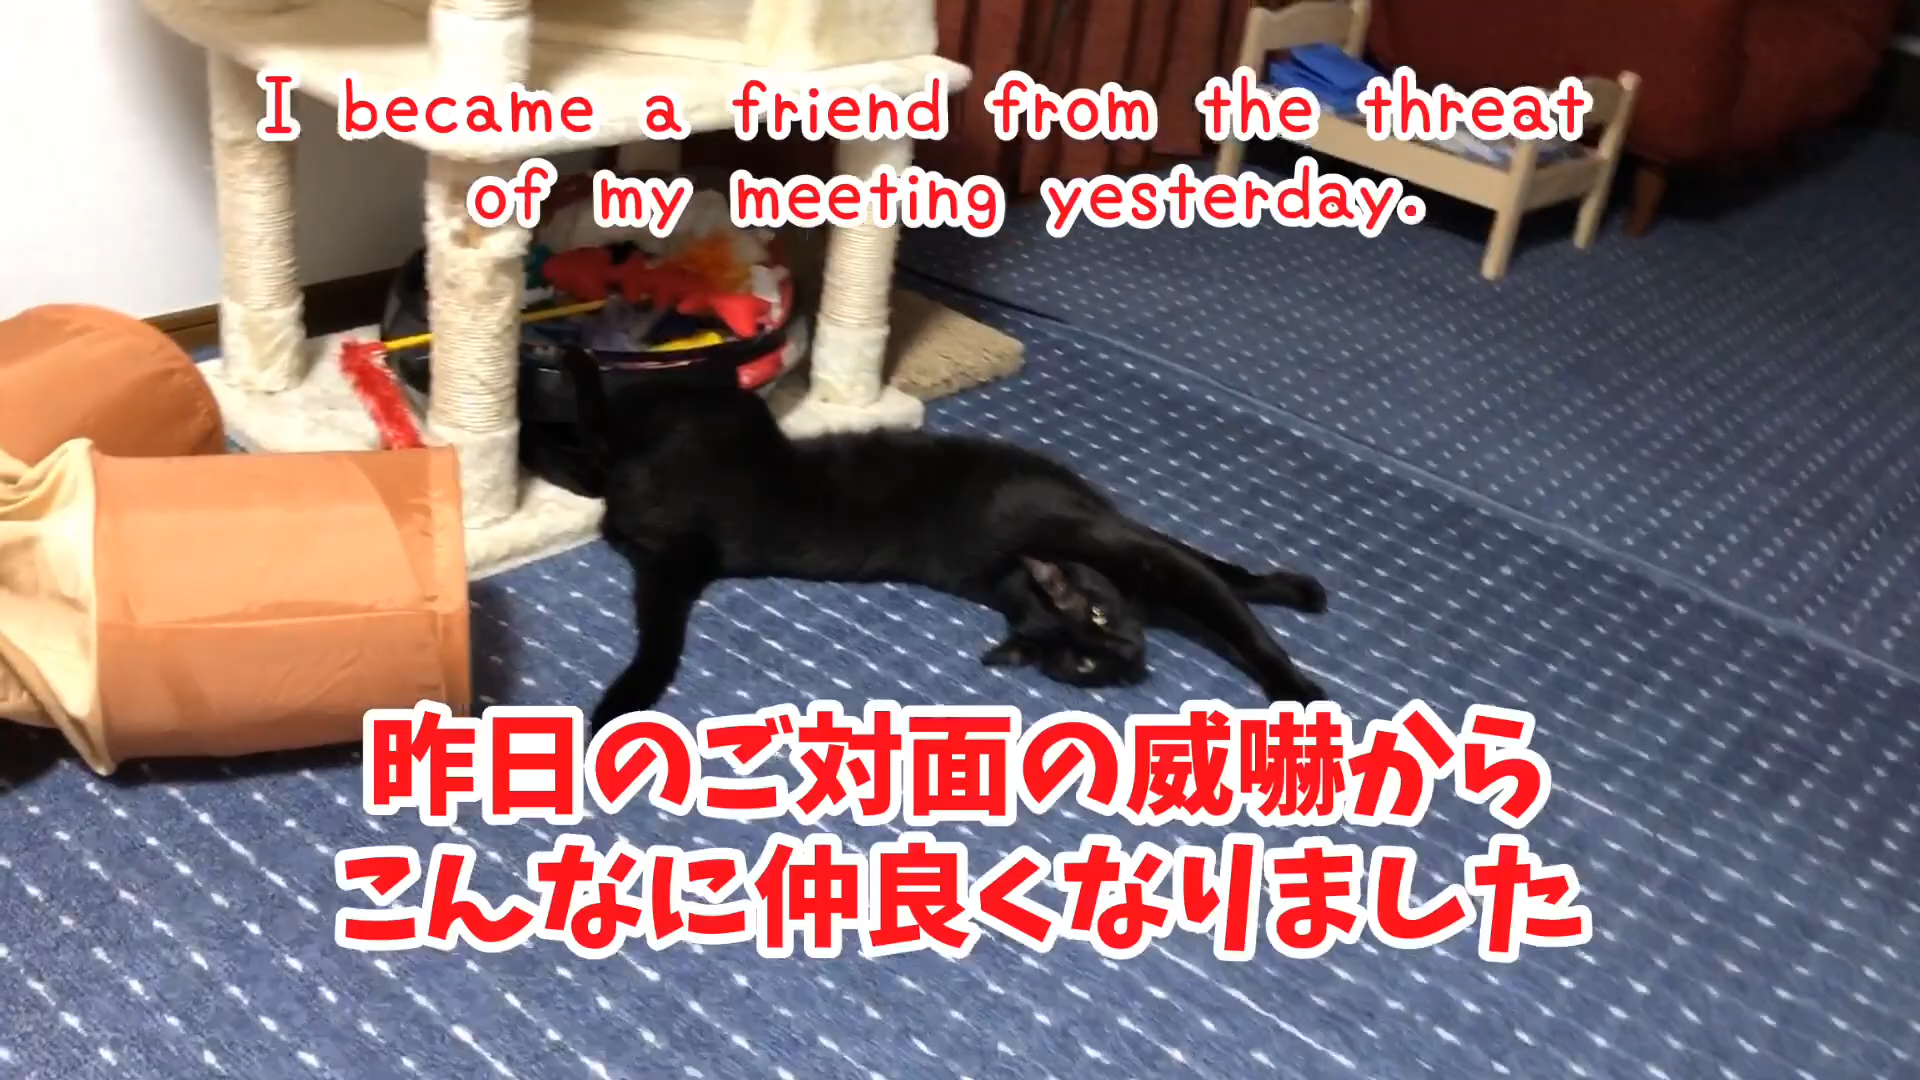 I became a friend from the threat
of my meeting yesterday.
昨日のご対面の威嚇から
こんなに仲良くなりました